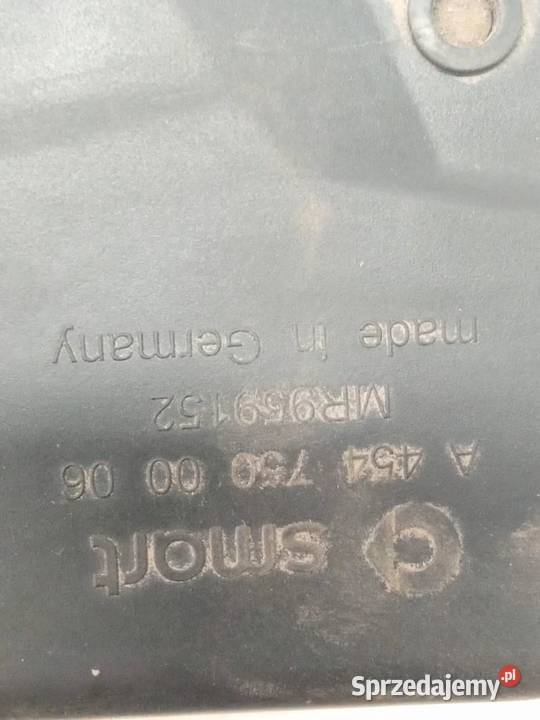 smart
A 454 750 00 06
MR959152
made in Germany
Sprzedajemy.pl